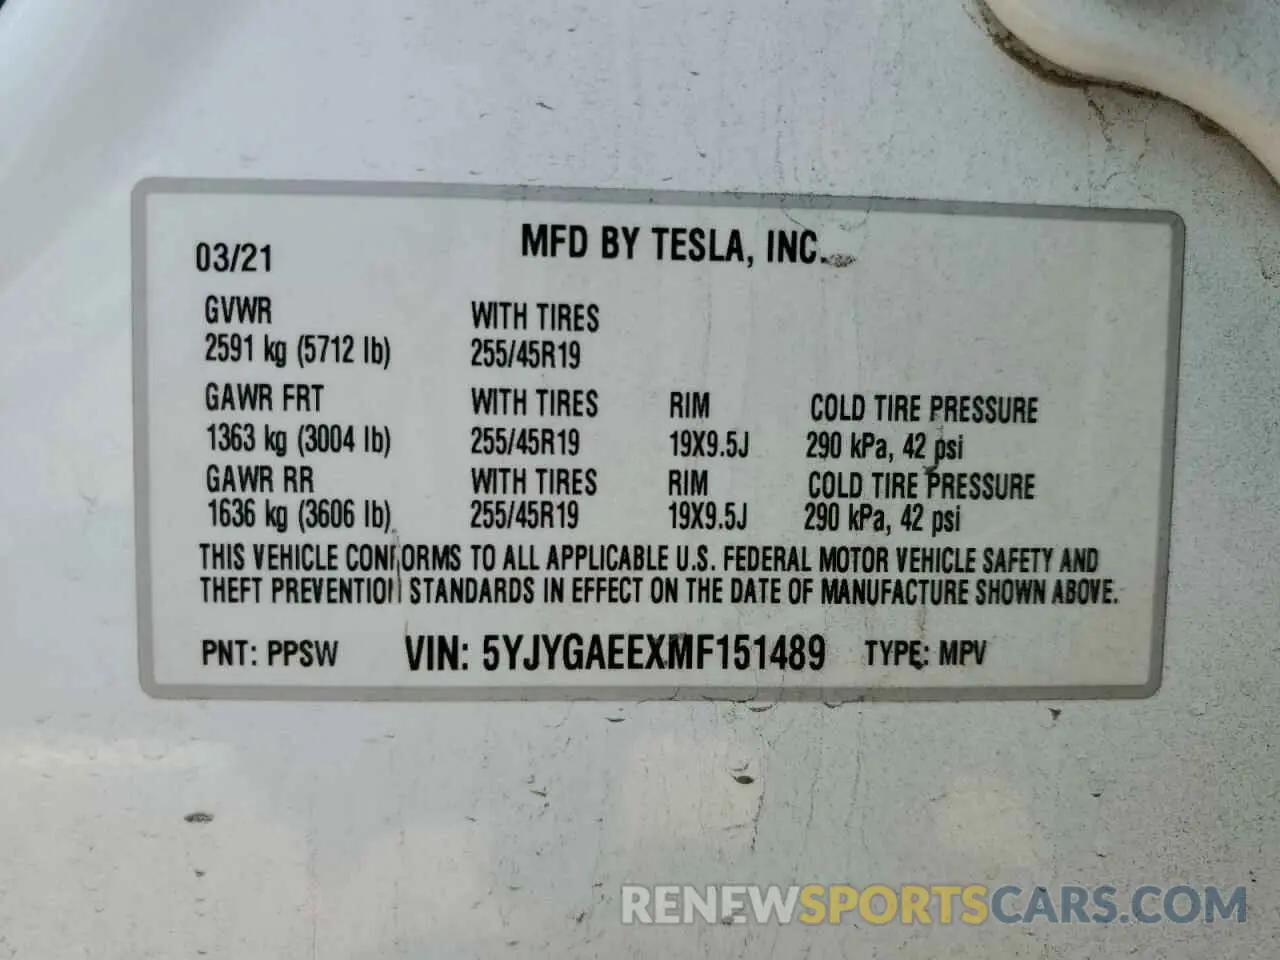 MFD BY TESLA, INC.
03/21
GVWR WITH TIRES
2591 kg (5712 lb) 255/45R19
GAWR FRT WITH TIRES RIM COLD TIRE PRESSURE
1363 kg (3004 lb) 255/45R19 19X9.5J 290 kPa, 42 psi
GAWR RR WITH TIRES RIM COLD TIRE PRESSURE
1636 kg (3606 lb) 255/45R19 19X9.5J 290 kPa, 42 psi
THIS VEHICLE CONFORMS TO ALL APPLICABLE U.S. FEDERAL MOTOR VEHICLE SAFETY AND
THEFT PREVENTION STANDARDS IN EFFECT ON THE DATE OF MANUFACTURE SHOWN ABOVE.
PNT: PPSW VIN: 5YJYGAEEXMF151489 TYPE: MPV
RENEWSPORTSCARS.COM